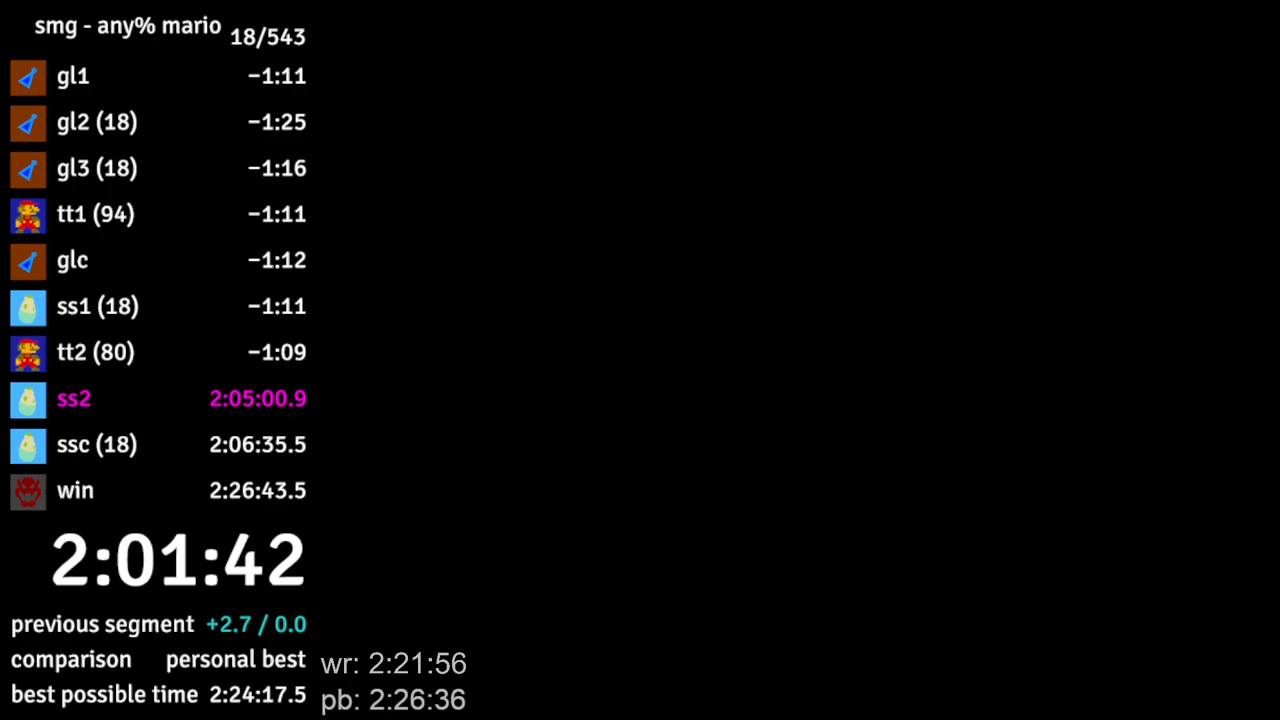 smg - any% mario 18/543
gl1 −1:11
gl2 (18) −1:25
gl3 (18) −1:16
tt1 (94) −1:11
glc −1:12
ss1 (18) −1:11
tt2 (80) −1:09
ss2 2:05:00.9
ssc (18) 2:06:35.5
win 2:26:43.5
2:01:42
previous segment +2.7 / 0.0
comparison personal best
best possible time 2:24:17.5
wr: 2:21:56
pb: 2:26:36